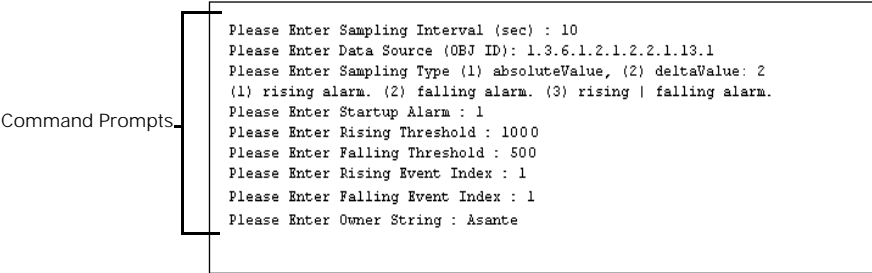 Please Enter Sampling Interval (sec) : 10
Please Enter Data Source (OBJ ID): 1.3.6.1.2.1.2.2.1.13.1
Please Enter Sampling Type (1) absoluteValue, (2) deltaValue: 2
(1) rising alarm. (2) falling alarm. (3) rising | falling alarm.
Command Prompts
Please Enter Startup Alarm : 1
Please Enter Rising Threshold : 1000
Please Enter Falling Threshold : 500
Please Enter Rising Event Index : 1
Please Enter Falling Event Index : 1
Please Enter Owner String : Asante